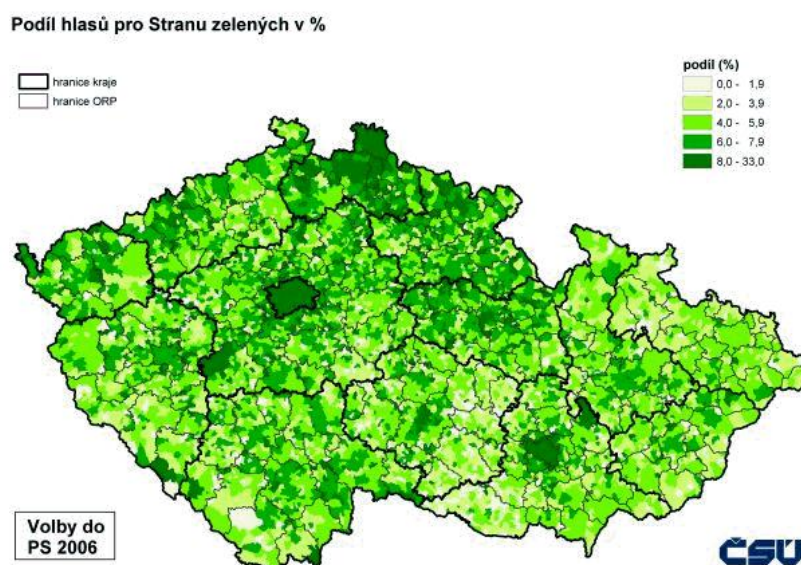 Podíl hlasů pro Stranu zelených v %
hranice kraje
hranice ORP
podíl (%)
0,0 - 1,9
2,0 - 3,9
4,0 - 5,9
6,0 - 7,9
8,0 - 33,0
Volby do
PS 2006
ČSÚ